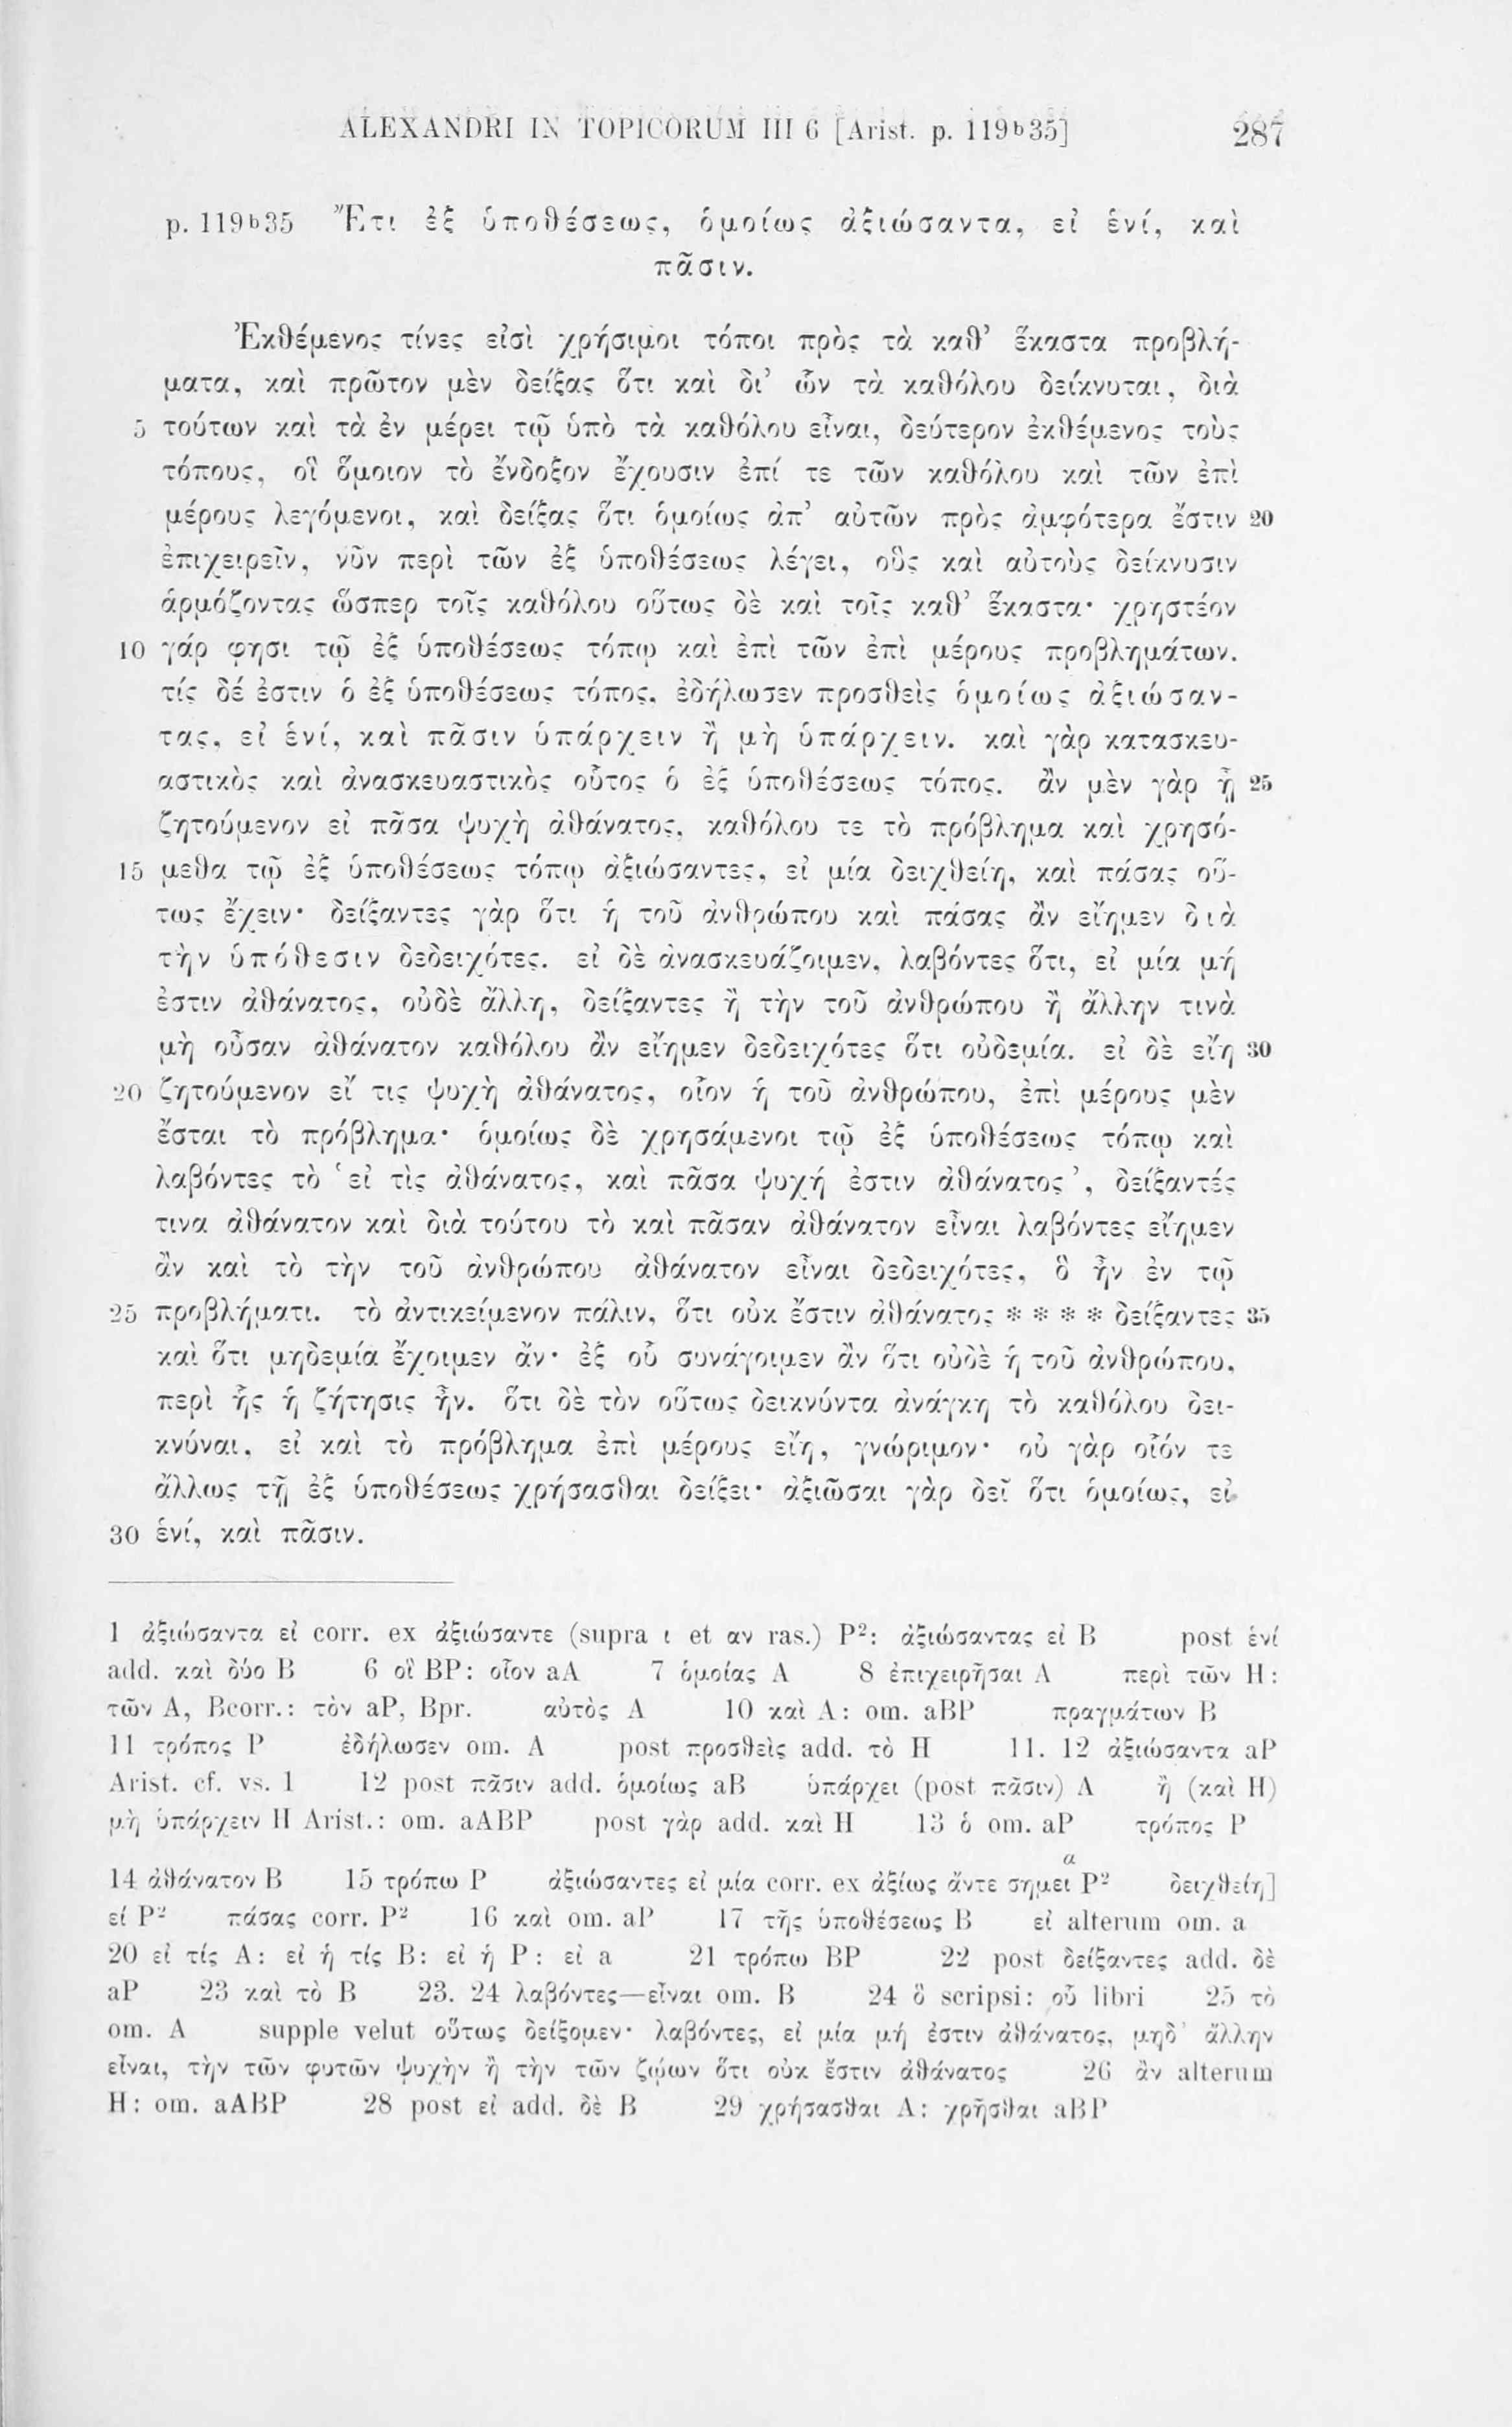 ALEXANDRI IN TOPICORUM III 6 [Arist. p. 119ᵇ35] 287
p. 119ᵇ35 Ἔτι ἐξ ὑποθέσεως, ὁμοίως ἀξιώσαντα, εἰ ἑνί, καὶ
πᾶσιν.
Ἐκθέμενος τίνες εἰσὶ χρήσιμοι τόποι πρὸς τὰ καθ’ ἕκαστα προβλή-
ματα, καὶ πρῶτον μὲν δείξας ὅτι καὶ δι’ ὧν τὰ καθόλου δείκνυται, διὰ
5 τούτων καὶ τὰ ἐν μέρει τῷ ὑπὸ τὰ καθόλου εἶναι, δεύτερον ἐκθέμενος τοὺς
τόπους, οἳ ὅμοιον τὸ ἔνδοξον ἔχουσιν ἐπί τε τῶν καθόλου καὶ τῶν ἐπὶ
μέρους λεγόμενοι, καὶ δείξας ὅτι ὁμοίως ἀπ’ αὐτῶν πρὸς ἀμφότερα ἔστιν 20
ἐπιχειρεῖν, νῦν περὶ τῶν ἐξ ὑποθέσεως λέγει, οὓς καὶ αὐτοὺς δείκνυσιν
ἁρμόζοντας ὥσπερ τοῖς καθόλου οὕτως δὲ καὶ τοῖς καθ’ ἕκαστα· χρηστέον
10 γάρ φησι τῷ ἐξ ὑποθέσεως τόπῳ καὶ ἐπὶ τῶν ἐπὶ μέρους προβλημάτων.
τίς δέ ἐστιν ὁ ἐξ ὑποθέσεως τόπος, ἐδήλωσεν προσθεὶς ὁμοίως ἀξιώσαν-
τας, εἰ ἑνί, καὶ πᾶσιν ὑπάρχειν ἢ μὴ ὑπάρχειν. καὶ γὰρ κατασκευ-
αστικὸς καὶ ἀνασκευαστικὸς οὗτος ὁ ἐξ ὑποθέσεως τόπος. ἂν μὲν γὰρ ᾖ 25
ζητούμενον εἰ πᾶσα ψυχὴ ἀθάνατος, καθόλου τε τὸ πρόβλημα καὶ χρησό-
15 μεθα τῷ ἐξ ὑποθέσεως τόπῳ ἀξιώσαντες, εἰ μία δειχθείη, καὶ πάσας οὕ-
τως ἔχειν· δείξαντες γὰρ ὅτι ἡ τοῦ ἀνθρώπου καὶ πάσας ἂν εἴημεν διὰ
τὴν ὑπόθεσιν δεδειχότες. εἰ δὲ ἀνασκευάζοιμεν, λαβόντες ὅτι, εἰ μία μή
ἐστιν ἀθάνατος, οὐδὲ ἄλλη, δείξαντες ἢ τὴν τοῦ ἀνθρώπου ἢ ἄλλην τινὰ
μὴ οὖσαν ἀθάνατον καθόλου ἂν εἴημεν δεδειχότες ὅτι οὐδεμία. εἰ δὲ εἴη 30
20 ζητούμενον εἴ τις ψυχὴ ἀθάνατος, οἷον ἡ τοῦ ἀνθρώπου, ἐπὶ μέρους μὲν
ἔσται τὸ πρόβλημα· ὁμοίως δὲ χρησάμενοι τῷ ἐξ ὑποθέσεως τόπῳ καὶ
λαβόντες τὸ ‘εἰ τὶς ἀθάνατος, καὶ πᾶσα ψυχή ἐστιν ἀθάνατος’, δείξαντές
τινα ἀθάνατον καὶ διὰ τούτου τὸ καὶ πᾶσαν ἀθάνατον εἶναι λαβόντες εἴημεν
ἂν καὶ τὸ τὴν τοῦ ἀνθρώπου ἀθάνατον εἶναι δεδειχότες, ὃ ἦν ἐν τῷ
25 προβλήματι. τὸ ἀντικείμενον πάλιν, ὅτι οὐκ ἔστιν ἀθάνατος * * * * δείξαντες 35
καὶ ὅτι μηδεμία ἔχοιμεν ἄν· ἐξ οὗ συνάγοιμεν ἂν ὅτι οὐδὲ ἡ τοῦ ἀνθρώπου,
περὶ ἧς ἡ ζήτησις ἦν. ὅτι δὲ τὸν οὕτως δεικνύντα ἀνάγκη τὸ καθόλου δει-
κνύναι, εἰ καὶ τὸ πρόβλημα ἐπὶ μέρους εἴη, γνώριμον· οὐ γὰρ οἷόν τε
ἄλλως τῇ ἐξ ὑποθέσεως χρήσασθαι δείξει· ἀξιῶσαι γὰρ δεῖ ὅτι ὁμοίως, εἰ
30 ἑνί, καὶ πᾶσιν.
1 ἀξιώσαντα εἰ corr. ex ἀξιώσαντε (supra ι et αν ras.) P²: ἀξιώσαντας εἰ B post ἑνί
add. καὶ δύο B 6 οἳ BP: οἷον aA 7 ὁμοίας A 8 ἐπιχειρῆσαι A περὶ τῶν H:
τῶν A, Bcorr.: τὸν aP, Bpr. αὐτὸς A 10 καὶ A: om. aBP πραγμάτων B
11 τρόπος P ἐδήλωσεν om. A post προσθεὶς add. τὸ H 11. 12 ἀξιώσαντα aP
Arist. cf. vs. 1 12 post πᾶσιν add. ὁμοίως aB ὑπάρχει (post πᾶσιν) A ἢ (καὶ H)
μὴ ὑπάρχειν H Arist.: om. aABP post γὰρ add. καὶ H 13 ὁ om. aP τρόπος P
14 ἀθάνατον B 15 τρόπω P ἀξιώσαντες εἰ μία corr. ex ἀξίως ἄντε σημει<sup>α</sup> P² δειχθείη]
εἰ P² πάσας corr. P² 16 καὶ om. aP 17 τῆς ὑποθέσεως B εἰ alterum om. a
20 εἰ τίς A: εἰ ἡ τίς B: εἰ ἡ P: εἰ a 21 τρόπω BP 22 post δείξαντες add. δὲ
aP 23 καὶ τὸ B 23. 24 λαβόντες—εἶναι om. B 24 ὃ scripsi: οὗ libri 25 τὸ
om. A supple velut οὕτως δείξομεν· λαβόντες, εἰ μία μή ἐστιν ἀθάνατος, μηδ’ ἄλλην
εἶναι, τὴν τῶν φυτῶν ψυχὴν ἢ τὴν τῶν ζῴων ὅτι οὐκ ἔστιν ἀθάνατος 26 ἂν alterum
H: om. aABP 28 post εἰ add. δὲ B 29 χρήσασθαι A: χρῆσθαι aBP